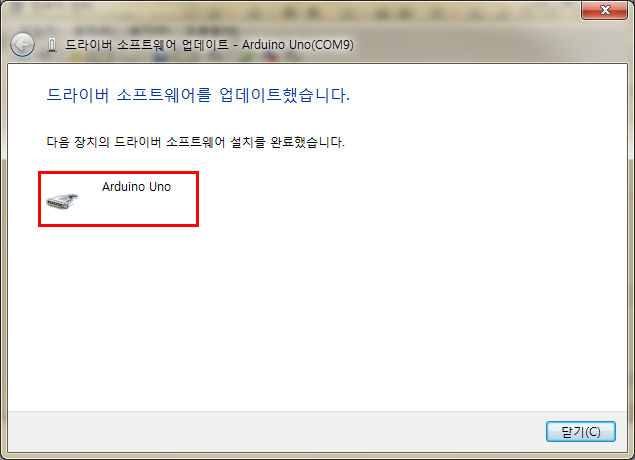 드라이버 소프트웨어 업데이트 - Arduino Uno(COM9)
드라이버 소프트웨어를 업데이트했습니다.
다음 장치의 드라이버 소프트웨어 설치를 완료했습니다.
Arduino Uno
닫기(C)